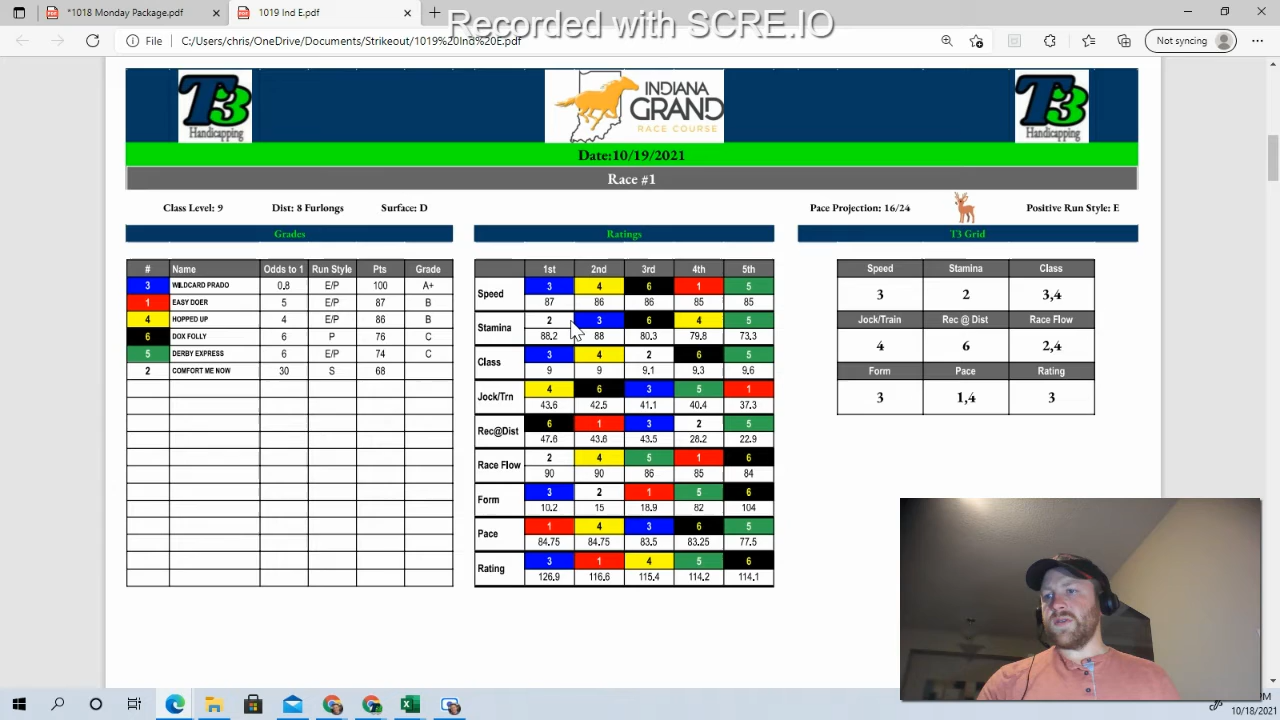 *1018 Monday Package.PDF
1019 Ind E.pdf
Recorded with SCRE.IO
File
C:/Users/chris/OneDrive/Documents/Strikeout/1019%20Ind%20E.pdf
Not syncing
T3
Handicapping
INDIANA
GRAND
RACE COURSE
T3
Handicapping
Date:10/19/2021
Race #1
Class Level: 9 Dist: 8 Furlongs Surface: D
Pace Projection: 16/24 Positive Run Style: E
Grades
# Name Odds to 1 Run Style Pts Grade
3 WILDCARD PRADO 0.8 E/P 100 A+
1 EASY DOER 5 E/P 87 B
4 HOPPED UP 4 E/P 86 B
6 DOX FOLLY 6 P 76 C
5 DERBY EXPRESS 6 E/P 74 C
2 COMFORT ME NOW 30 S 68
Ratings
1st 2nd 3rd 4th 5th
Speed 3 4 6 1 5
87 86 86 85 85
Stamina 2 3 6 4 5
88.2 88 80.3 79.8 73.3
Class 3 4 2 6 5
9 9 9.1 9.3 9.6
Jock/Trn 4 6 3 5 1
43.6 42.5 41.1 40.4 37.3
Rec@Dist 6 1 3 2 5
47.6 43.6 43.5 28.2 22.9
Race Flow 2 4 5 1 6
90 90 86 85 84
Form 3 2 1 5 6
10.2 15 18.9 82 104
Pace 1 4 3 6 5
84.75 84.75 83.5 83.25 77.5
Rating 3 1 4 5 6
126.9 116.6 115.4 114.2 114.1
T3 Grid
Speed Stamina Class
3 2 3,4
Jock/Train Rec @ Dist Race Flow
4 6 2,4
Form Pace Rating
3 1,4 3
PM
10/18/2021